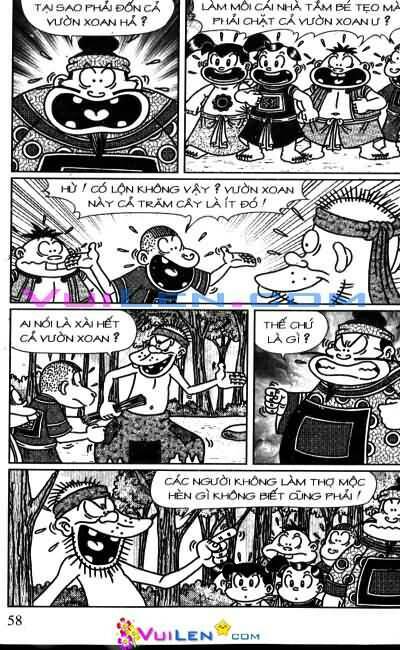 TẠI SAO PHẢI ĐỐN CẢ
VƯỜN XOAN HẢ ?
LÀM MỖI CÁI NHÀ TẮM BÉ TẸO MÀ
PHẢI CHẶT CẢ VƯỜN XOAN Ư ?
HỪ ! CÓ LỘN KHÔNG VẬY ? VƯỜN XOAN
NÀY CẢ TRĂM CÂY LÀ ÍT ĐÓ !
VUILEN.COM
AI NÓI LÀ XÀI HẾT
CẢ VƯỜN XOAN ?
THẾ CHỨ
LÀ GÌ ?
CÁC NGƯỜI KHÔNG LÀM THỢ MỘC
HÈN GÌ KHÔNG BIẾT CŨNG PHẢI !
58
VUILEN.COM